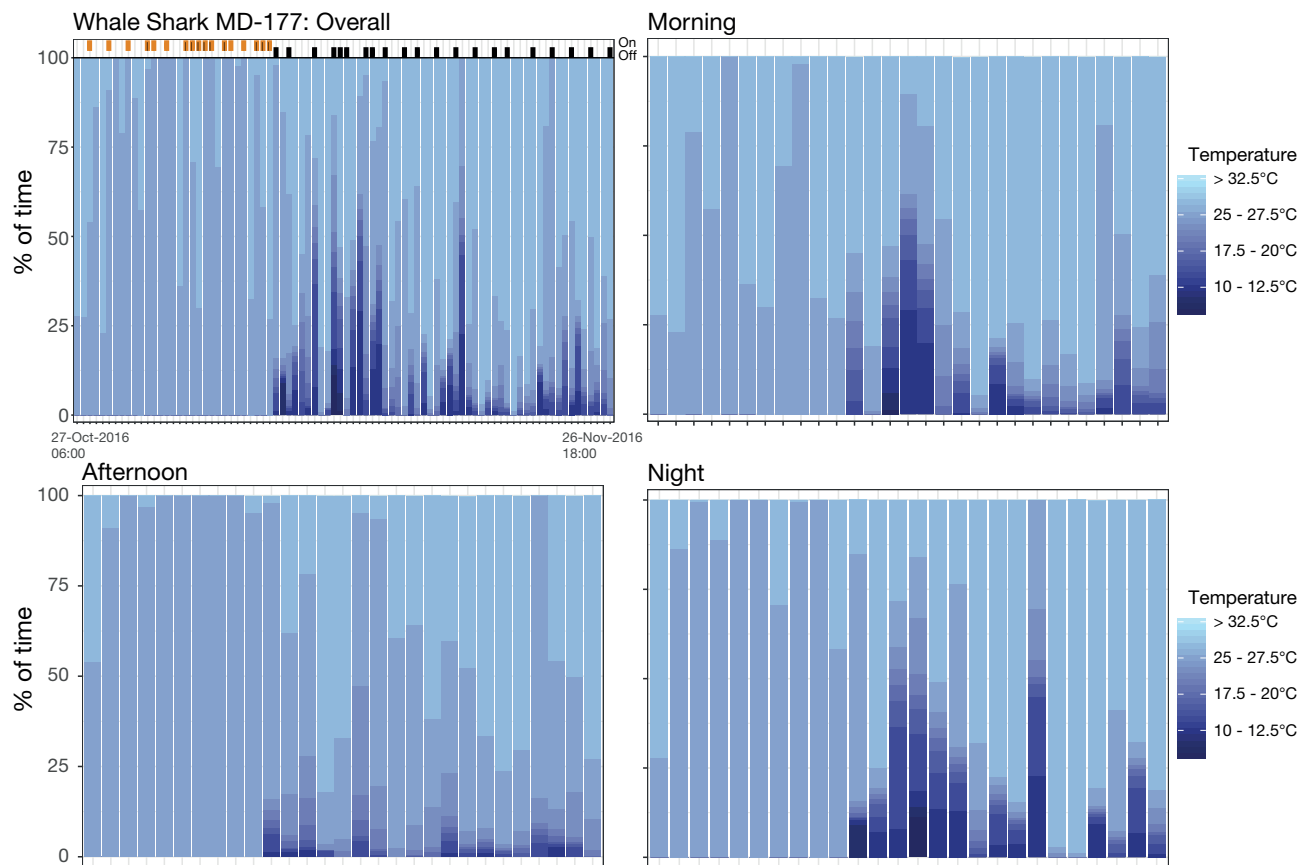 Whale Shark MD-177: Overall
Morning
On
Off
100
75
50
25
0
% of time
27-Oct-2016
06:00
26-Nov-2016
18:00
Temperature
> 32.5°C
25 - 27.5°C
17.5 - 20°C
10 - 12.5°C
Afternoon
Night
100
75
50
25
0
% of time
Temperature
> 32.5°C
25 - 27.5°C
17.5 - 20°C
10 - 12.5°C